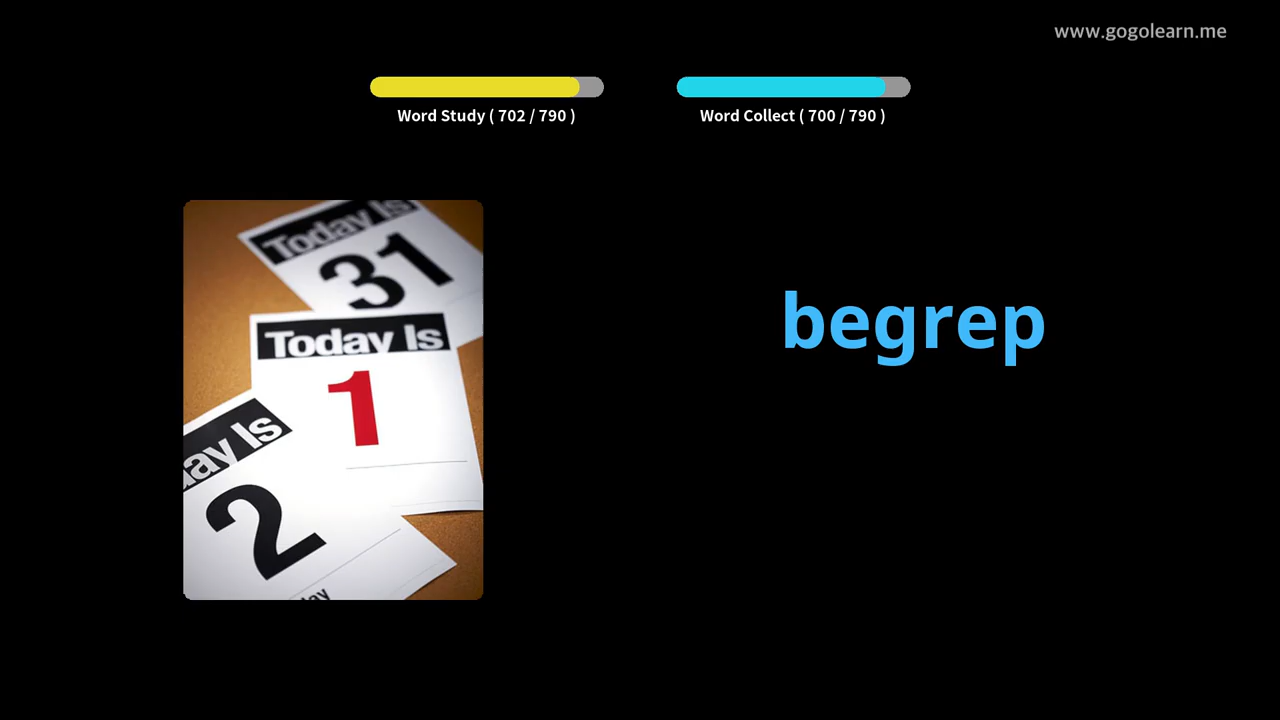 www.gogolearn.me
Word Study ( 702 / 790 )
Word Collect ( 700 / 790 )
Today Is
31
Today Is
1
ay Is
2
ay
begrep